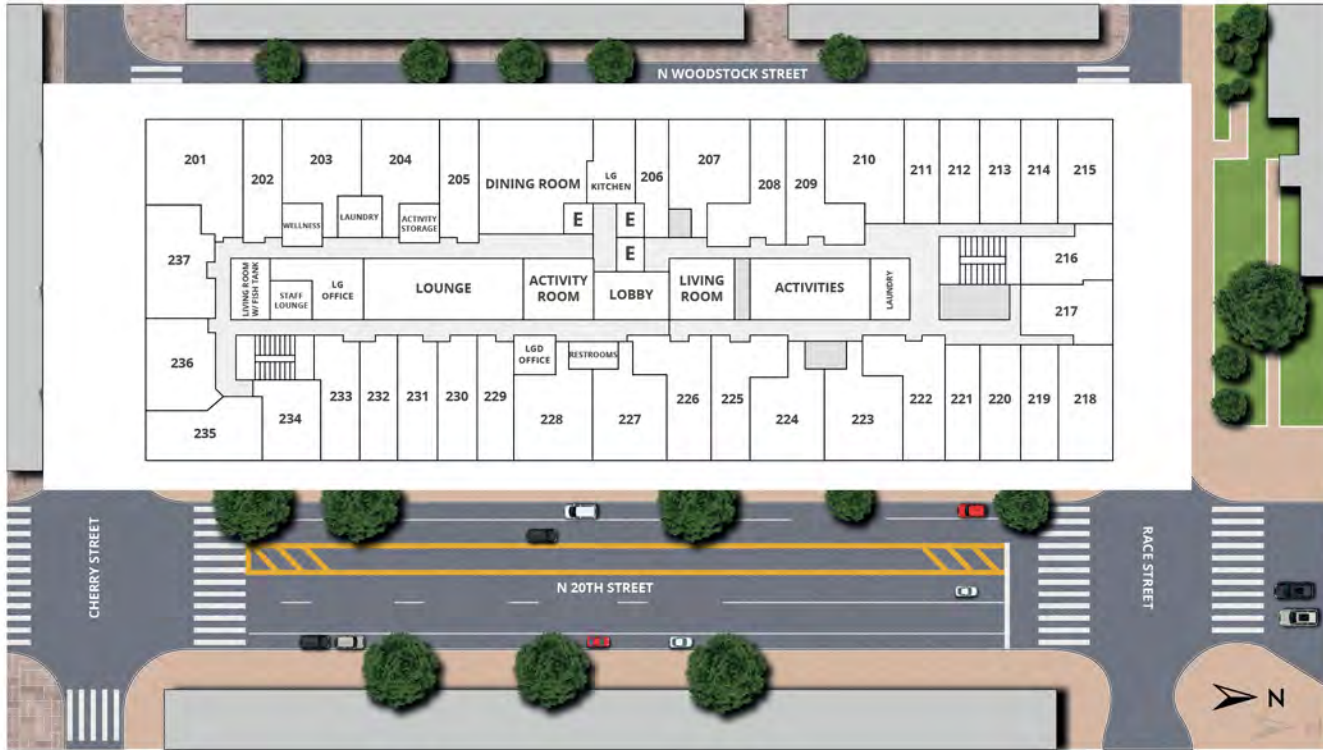 N WOODSTOCK STREET
201
202
203
204
205
DINING ROOM
LG
KITCHEN
206
207
208
209
210
211
212
213
214
215
WELLNESS
LAUNDRY
ACTIVITY
STORAGE
E
E
E
237
LIVING ROOM
W/ FISH TANK
STAFF
LOUNGE
LG
OFFICE
LOUNGE
ACTIVITY
ROOM
LOBBY
LIVING
ROOM
ACTIVITIES
LAUNDRY
216
217
236
235
234
233
232
231
230
229
LGD
OFFICE
RESTROOMS
228
227
226
225
224
223
222
221
220
219
218
CHERRY STREET
N 20TH STREET
RACE STREET
N